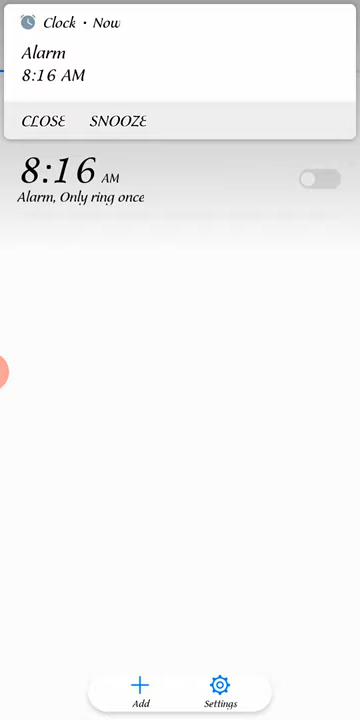 Clock • Now
Alarm
8:16 AM
CLOSE SNOOZE
8:16 AM
Alarm, Only ring once
Add Settings